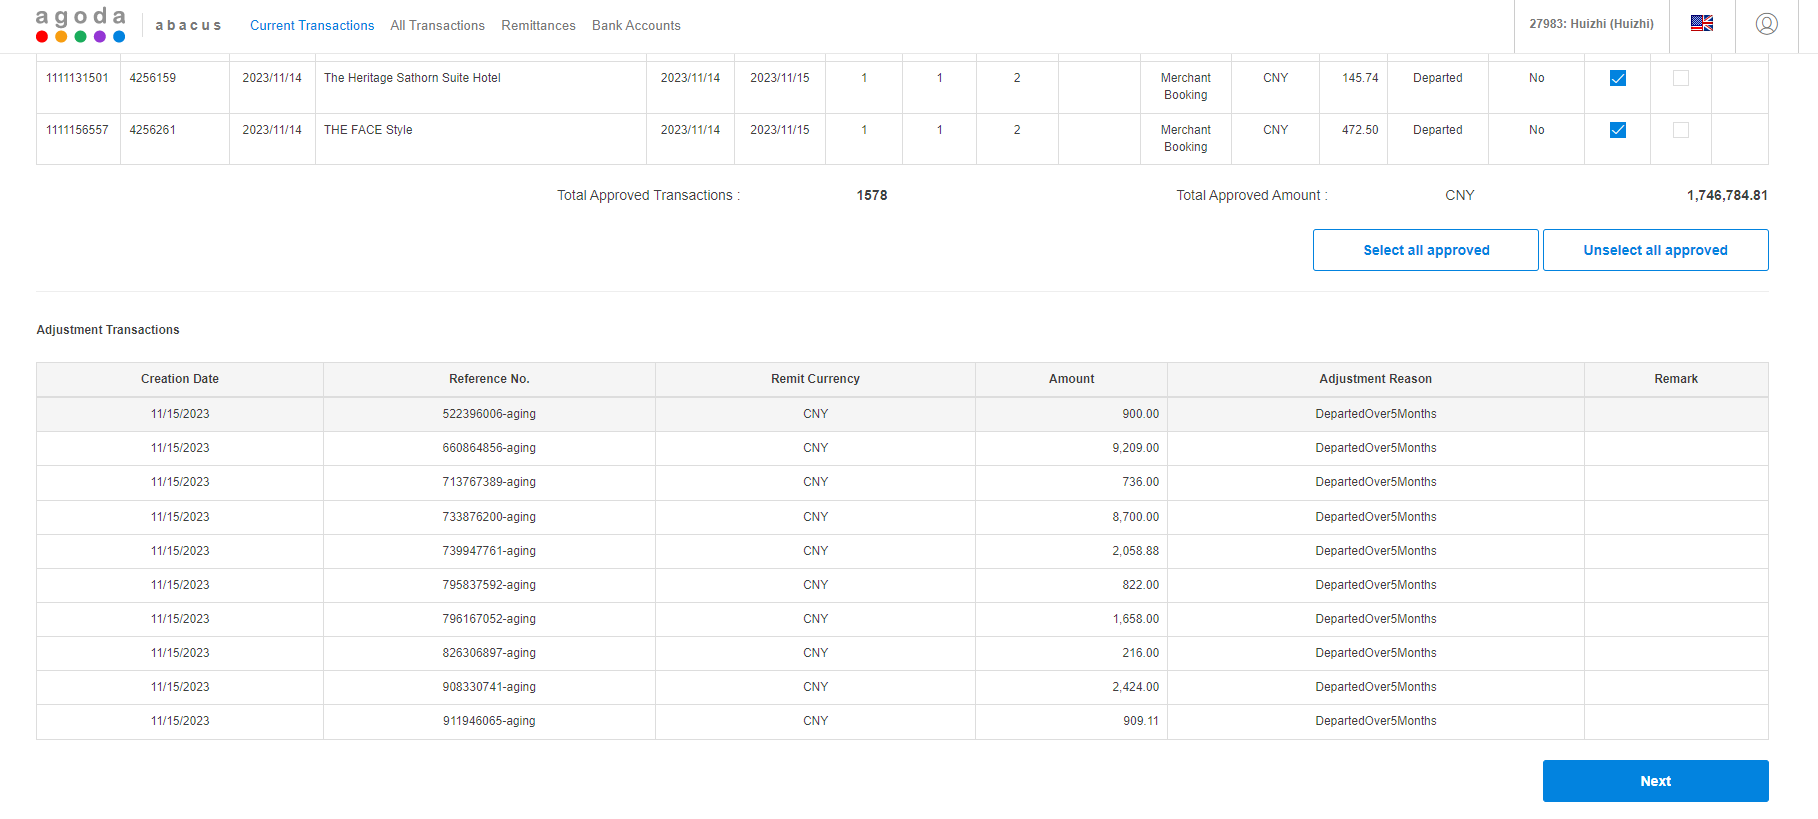 agoda abacus Current Transactions All Transactions Remittances Bank Accounts 27983: Huizhi (Huizhi)
1111131501 4256159 2023/11/14 The Heritage Sathorn Suite Hotel 2023/11/14 2023/11/15 1 1 2 Merchant Booking CNY 145.74 Departed No
1111156557 4256261 2023/11/14 THE FACE Style 2023/11/14 2023/11/15 1 1 2 Merchant Booking CNY 472.50 Departed No
Total Approved Transactions : 1578 Total Approved Amount : CNY 1,746,784.81
Select all approved Unselect all approved
Adjustment Transactions
Creation Date Reference No. Remit Currency Amount Adjustment Reason Remark
11/15/2023 522396006-aging CNY 900.00 DepartedOver5Months
11/15/2023 660864856-aging CNY 9,209.00 DepartedOver5Months
11/15/2023 713767389-aging CNY 736.00 DepartedOver5Months
11/15/2023 733876200-aging CNY 8,700.00 DepartedOver5Months
11/15/2023 739947761-aging CNY 2,058.88 DepartedOver5Months
11/15/2023 795837592-aging CNY 822.00 DepartedOver5Months
11/15/2023 796167052-aging CNY 1,658.00 DepartedOver5Months
11/15/2023 826306897-aging CNY 216.00 DepartedOver5Months
11/15/2023 908330741-aging CNY 2,424.00 DepartedOver5Months
11/15/2023 911946065-aging CNY 909.11 DepartedOver5Months
Next